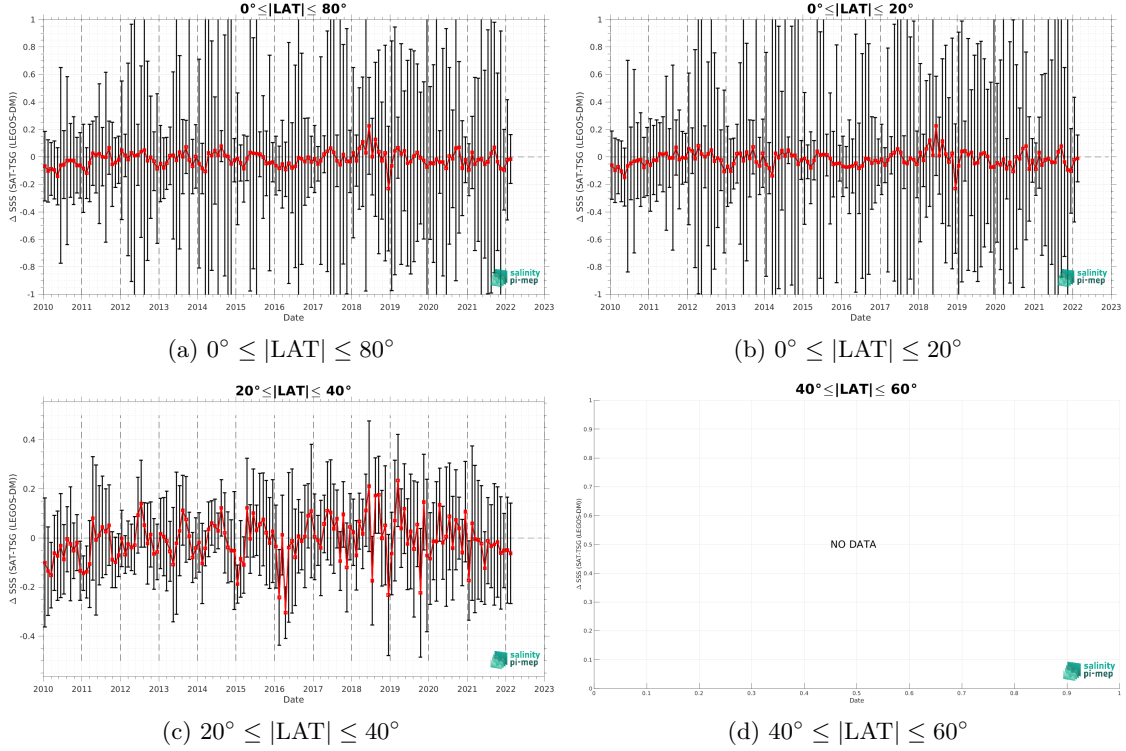 0°≤|LAT|≤ 80°
Δ SSS (SAT-TSG (LEGOS-DM))
1
0.8
0.6
0.4
0.2
0
-0.2
-0.4
-0.6
-0.8
-1
2010 2011 2012 2013 2014 2015 2016 2017 2018 2019 2020 2021 2022 2023
Date
salinity
pi-mep
(a) 0° ≤ |LAT| ≤ 80°
0°≤|LAT|≤ 20°
Δ SSS (SAT-TSG (LEGOS-DM))
1
0.8
0.6
0.4
0.2
0
-0.2
-0.4
-0.6
-0.8
-1
2010 2011 2012 2013 2014 2015 2016 2017 2018 2019 2020 2021 2022 2023
Date
salinity
pi-mep
(b) 0° ≤ |LAT| ≤ 20°
20°≤|LAT|≤ 40°
Δ SSS (SAT-TSG (LEGOS-DM))
0.4
0.2
0
-0.2
-0.4
2010 2011 2012 2013 2014 2015 2016 2017 2018 2019 2020 2021 2022 2023
Date
salinity
pi-mep
(c) 20° ≤ |LAT| ≤ 40°
40°≤|LAT|≤ 60°
Δ SSS (SAT-TSG (LEGOS-DM))
1
0.9
0.8
0.7
0.6
0.5
0.4
0.3
0.2
0.1
0
NO DATA
0 0.1 0.2 0.3 0.4 0.5 0.6 0.7 0.8 0.9 1
Date
salinity
pi-mep
(d) 40° ≤ |LAT| ≤ 60°